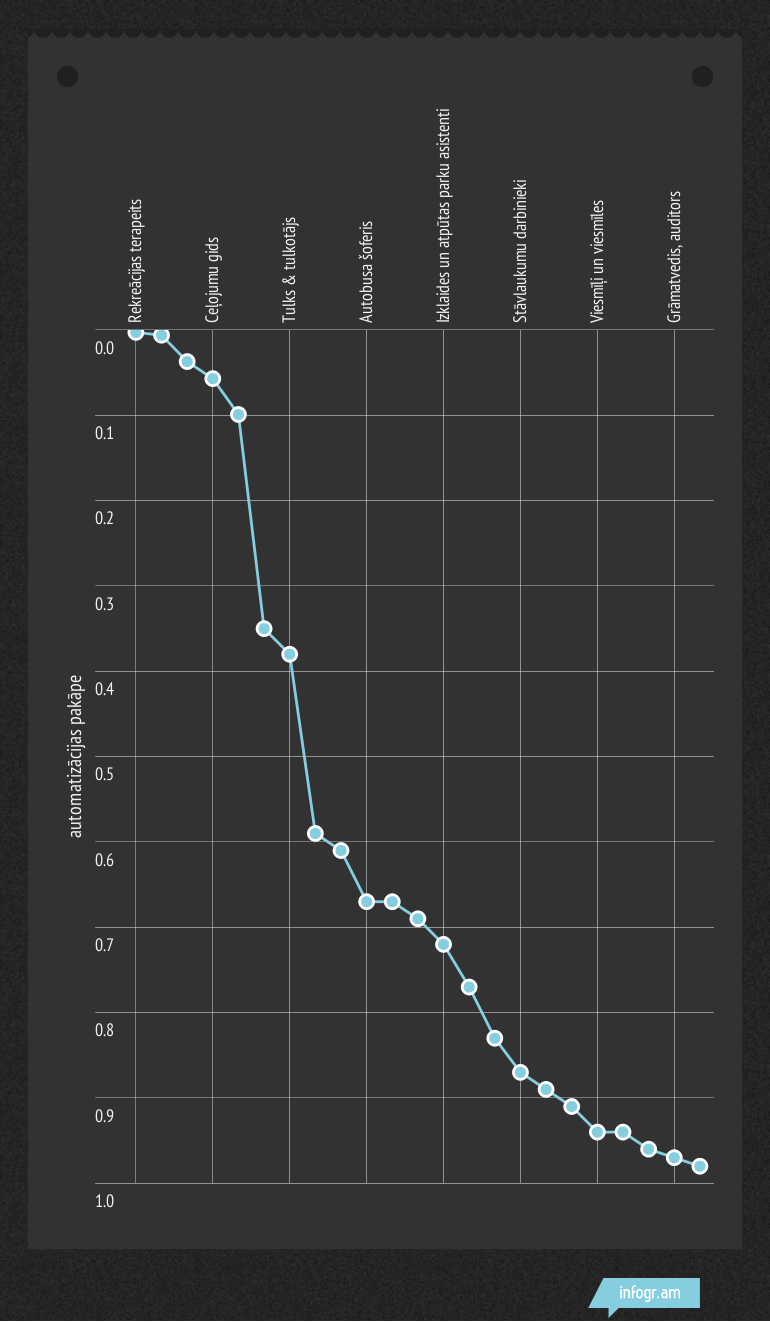 Rekreācijas terapeits
Ceļojumu gids
Tulks & tulkotājs
Autobusa šoferis
Izklaides un atpūtas parku asistenti
Stāvlaukumu darbinieki
Viesmīļi un viesmīles
Grāmatvedis, auditors
0.0
0.1
0.2
0.3
0.4
0.5
0.6
0.7
0.8
0.9
1.0
automatizācijas pakāpe
infogr.am